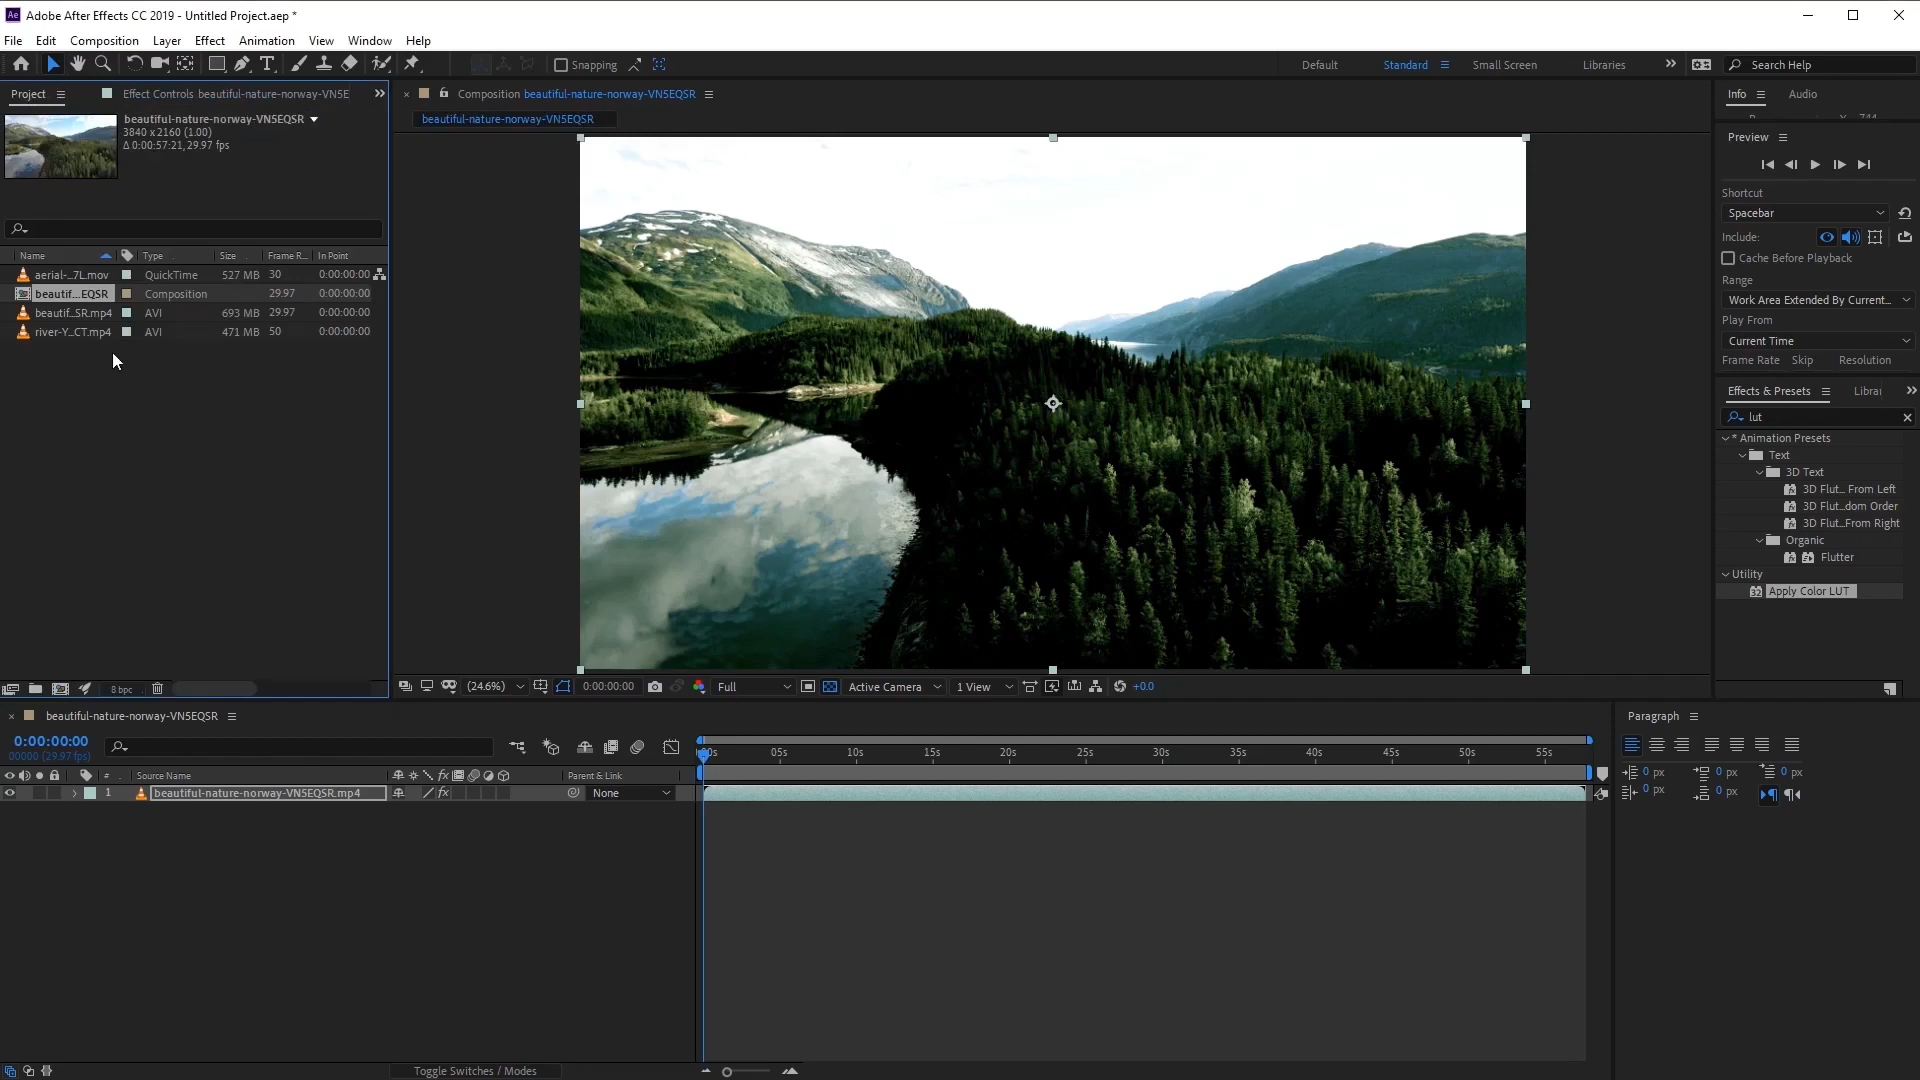 Adobe After Effects CC 2019 - Untitled Project.aep *
File Edit Composition Layer Effect Animation View Window Help
Snapping Default Standard Small Screen Libraries Search Help
Project Effect Controls beautiful-nature-norway-VN5E
beautiful-nature-norway-VN5EQSR
3840 x 2160 (1.00)
Δ 0:00:57:21, 29.97 fps
Name Type Size Frame R... In Point
aerial-...7L.mov QuickTime 527 MB 30 0:00:00:00
beautif...EQSR Composition 29.97 0:00:00:00
beautif...SR.mp4 AVI 693 MB 29.97 0:00:00:00
river-Y...CT.mp4 AVI 471 MB 50 0:00:00:00
8 bpc
Composition beautiful-nature-norway-VN5EQSR
beautiful-nature-norway-VN5EQSR
(24.6%) 0:00:00:00 Full Active Camera 1 View +0.0
Info Audio
Preview
Shortcut
Spacebar
Include:
Cache Before Playback
Range
Work Area Extended By Current...
Play From
Current Time
Frame Rate Skip Resolution
Effects & Presets Librar
lut
* Animation Presets
Text
3D Text
3D Flut... From Left
3D Flut...dom Order
3D Flut...From Right
Organic
Flutter
Utility
Apply Color LUT
beautiful-nature-norway-VN5EQSR
0:00:00:00
00000 (29.97 fps)
# Source Name fx Parent & Link
1 beautiful-nature-norway-VN5EQSR.mp4 fx None
05s 10s 15s 20s 25s 30s 35s 40s 45s 50s 55s
Toggle Switches / Modes
Paragraph
0 px 0 px 0 px
0 px 0 px